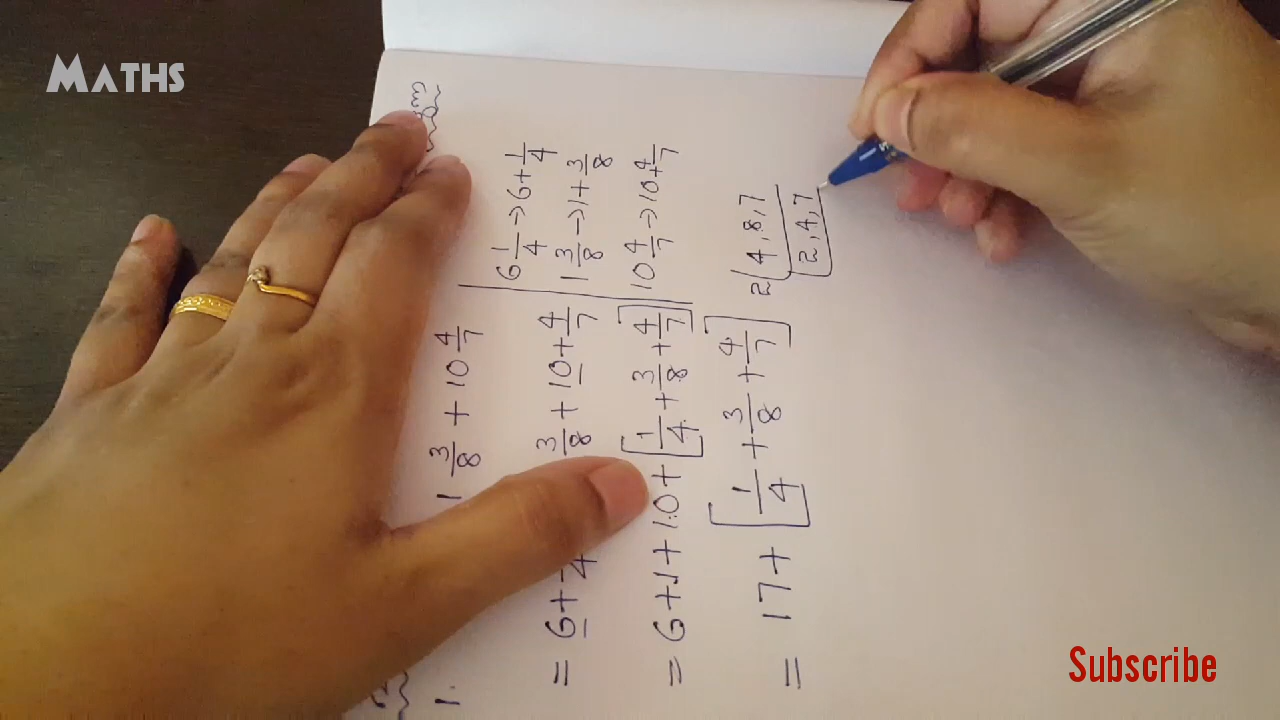 MATHS
1. 1 3/8 + 10 4/7
= 6 + 3/8 + 10 + 4/7
= 6 + 1 + 10 + [1/4 + 3/8 + 4/7]
= 17 + [1/4 + 3/8 + 4/7]
6 1/4 → 6 + 1/4
1 3/8 → 1 + 3/8
10 4/7 → 10 + 4/7
2 | 4, 8, 7
2, 4, 7
Subscribe